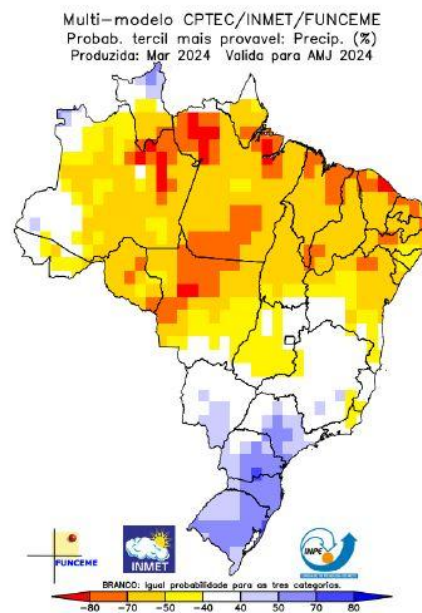 Multi-modelo CPTEC/INMET/FUNCEME
Probab. tercil mais provavel: Precip. (%)
Produzida: Mar 2024 Valida para AMJ 2024
FUNCEME
INMET
INPE
BRANCO: Igual probabilidade para as tres categorias.
-80 -70 -50 -40 40 50 70 80